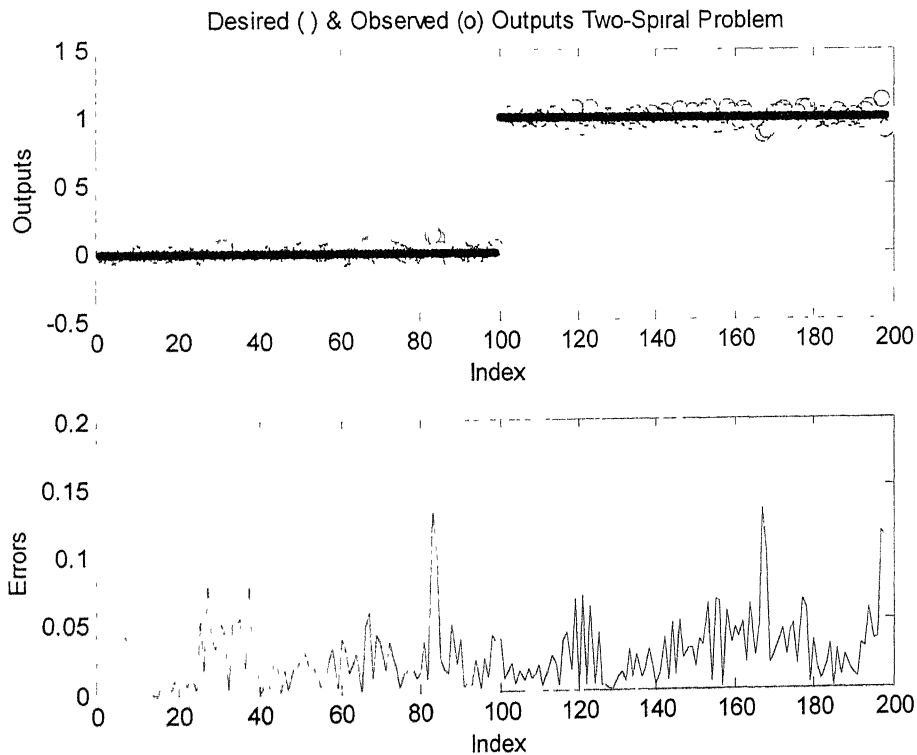 Desired ( ) & Observed (o) Outputs Two-Spiral Problem
1 5
1
0 5
0
-0.5
Outputs
0 20 40 60 80 100 120 140 160 180 200
Index
0.2
0.15
0.1
0.05
0
Errors
0 20 40 60 80 100 120 140 160 180 200
Index